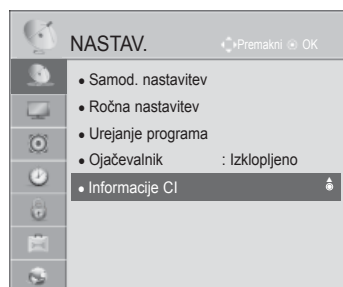 NASTAV.
Premakni OK
• Samod. nastavitev
• Ročna nastavitev
• Urejanje programa
• Ojačevalnik : Izklopljeno
• Informacije CI